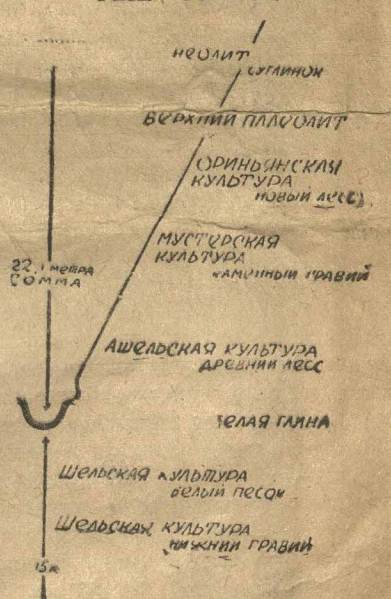 НЕОЛИТ
СУГЛИНОК
ВЕРХНИЙ ПАЛЕОЛИТ
ОРИНЬЯКСКАЯ
КУЛЬТУРА
НОВЫЙ ЛЕСС
МУСТЕРСКАЯ
КУЛЬТУРА
КАМЕННЫЙ ГРАВИЙ
22,1 МЕТРА
СОММА
АШЕЛЬСКАЯ КУЛЬТУРА
ДРЕВНИЙ ЛЕСС
БЕЛАЯ ГЛИНА
ШЕЛЬСКАЯ КУЛЬТУРА
БЕЛЫЙ ПЕСОК
ШЕЛЬСКАЯ КУЛЬТУРА
НИЖНИЙ ГРАВИЙ